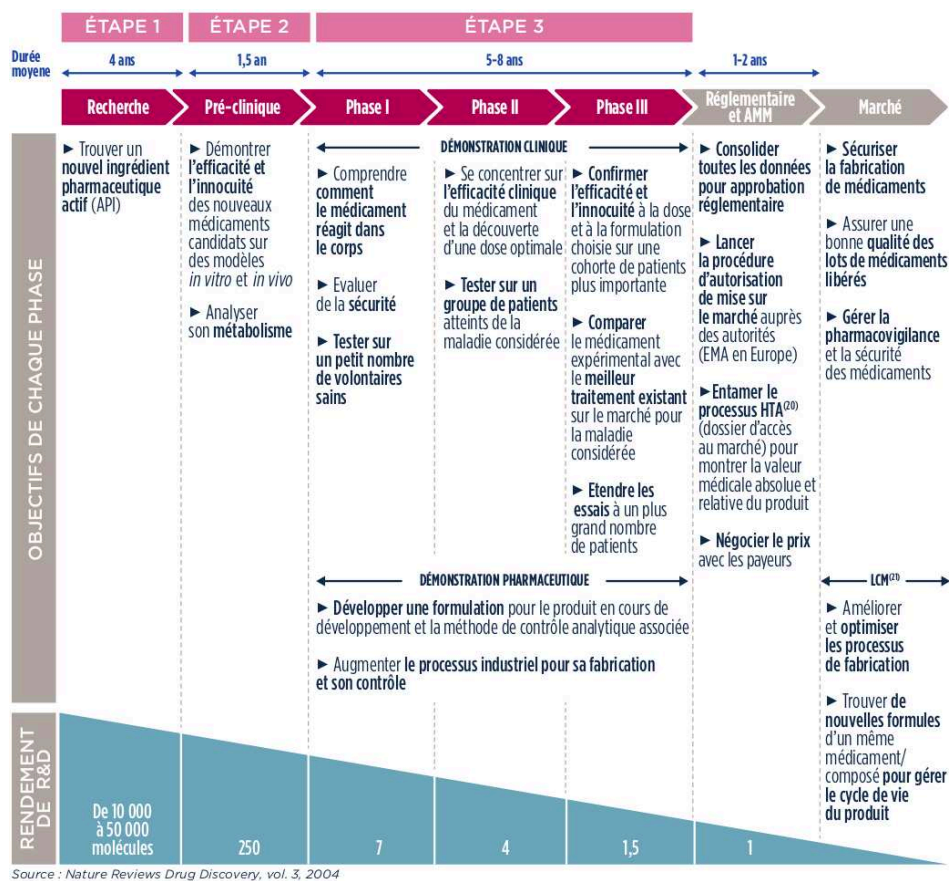 ÉTAPE 1
ÉTAPE 2
ÉTAPE 3
Durée
moyenne
4 ans
1,5 an
5-8 ans
1-2 ans
Recherche
Pré-clinique
Phase I
Phase II
Phase III
Réglementaire
et AMM
Marché
OBJECTIFS DE CHAQUE PHASE
► Trouver un
nouvel ingrédient
pharmaceutique
actif (API)
► Démontrer
l'efficacité et
l'innocuité
des nouveaux
médicaments
candidats sur
des modèles
in vitro et in vivo
► Analyser
son métabolisme
DÉMONSTRATION CLINIQUE
► Comprendre
comment
le médicament
réagit dans
le corps
► Evaluer
de la sécurité
► Tester sur
un petit nombre
de volontaires
sains
► Se concentrer sur
l'efficacité clinique
du médicament
et la découverte
d'une dose optimale
► Tester sur un
groupe de patients
atteints de la
maladie considérée
► Confirmer
l'efficacité et
l'innocuité à la dose
et à la formulation
choisie sur une
cohorte de patients
plus importante
► Comparer
le médicament
expérimental avec
le meilleur
traitement existant
sur le marché pour
la maladie
considérée
► Etendre les
essais à un plus
grand nombre
de patients
DÉMONSTRATION PHARMACEUTIQUE
► Développer une formulation pour le produit en cours de
développement et la méthode de contrôle analytique associée
► Augmenter le processus industriel pour sa fabrication
et son contrôle
► Consolider
toutes les données
pour approbation
réglementaire
► Lancer
la procédure
d'autorisation
de mise sur
le marché auprès
des autorités
(EMA en Europe)
►Entamer le
processus HTA(20)
(dossier d'accès
au marché) pour
montrer la valeur
médicale absolue et
relative du produit
► Négocier le prix
avec les payeurs
► Sécuriser
la fabrication
de médicaments
► Assurer une
bonne qualité des
lots de médicaments
libérés
► Gérer la
pharmacovigilance
et la sécurité
des médicaments
LCM(21)
► Améliorer
et optimiser
les processus
de fabrication
► Trouver de
nouvelles formules
d'un même
médicament/
composé pour gérer
le cycle de vie
du produit
RENDEMENT
DE R&D
De 10 000
à 50 000
molécules
250
7
4
1,5
1
Source : Nature Reviews Drug Discovery, vol. 3, 2004